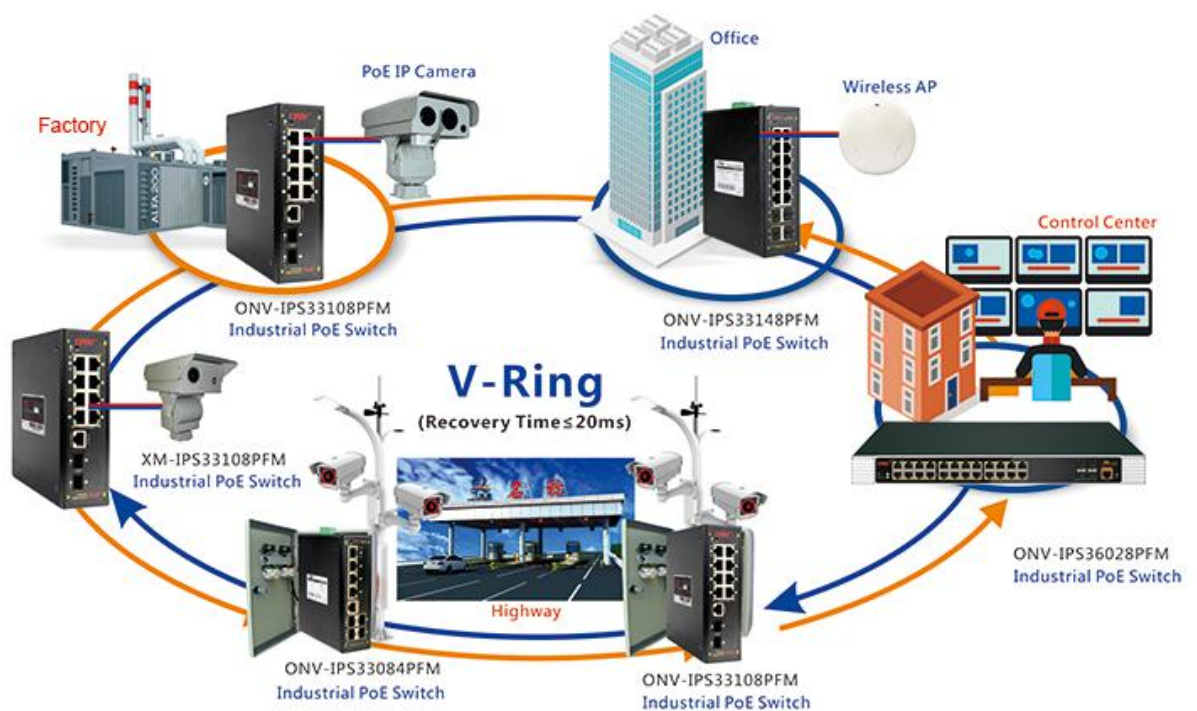 Office
PoE IP Camera
Wireless AP
Factory
ALFA 200
Control Center
ONV-IPS33108PFM
Industrial PoE Switch
ONV-IPS33148PFM
Industrial PoE Switch
V-Ring
(Recovery Time≤20ms)
XM-IPS33108PFM
Industrial PoE Switch
ONV-IPS36028PFM
Industrial PoE Switch
Highway
ONV-IPS33084PFM
Industrial PoE Switch
ONV-IPS33108PFM
Industrial PoE Switch